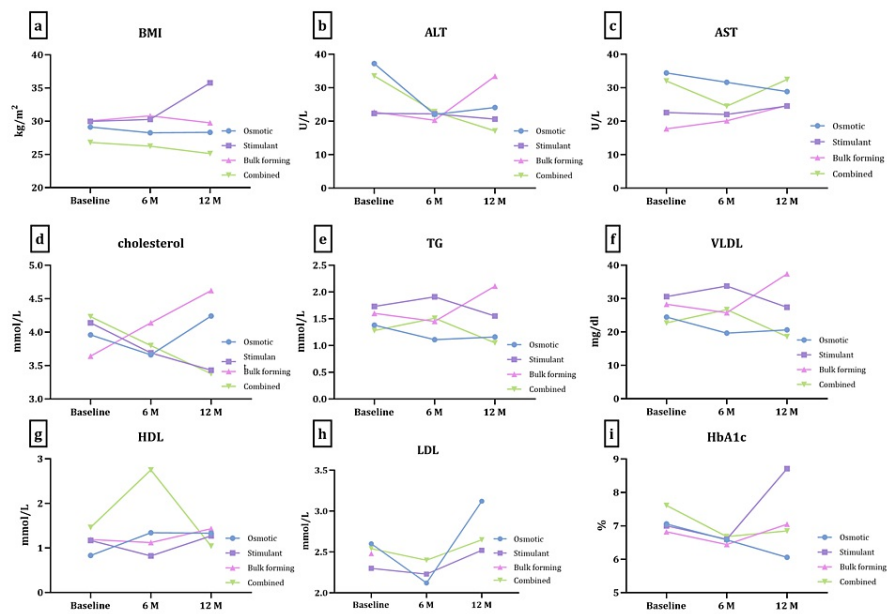 a
BMI
kg/m²
40
35
30
25
20
Baseline
6 M
12 M
Osmotic
Stimulant
Bulk forming
Combined
b
ALT
U/L
40
30
20
10
0
Baseline
6 M
12 M
Osmotic
Stimulant
Bulk forming
Combined
c
AST
U/L
40
30
20
10
0
Baseline
6 M
12 M
Osmotic
Stimulant
Bulk forming
Combined
d
cholesterol
mmol/L
5.0
4.5
4.0
3.5
3.0
Baseline
6 M
12 M
Osmotic
Stimulan
t
Bulk forming
Combined
e
TG
mmol/L
2.5
2.0
1.5
1.0
0.5
0.0
Baseline
6 M
12 M
Osmotic
Stimulant
Bulk forming
Combined
f
VLDL
mg/dl
40
30
20
10
0
Baseline
6 M
12 M
Osmotic
Stimulant
Bulk forming
Combined
g
HDL
mmol/L
3
2
1
0
Baseline
6 M
12 M
Osmotic
Stimulant
Bulk forming
Combined
h
LDL
mmol/L
3.5
3.0
2.5
2.0
Baseline
6 M
12 M
Osmotic
Stimulant
Bulk forming
Combined
i
HbA1c
%
9
8
7
6
5
Baseline
6 M
12 M
Osmotic
Stimulant
Bulk forming
Combined